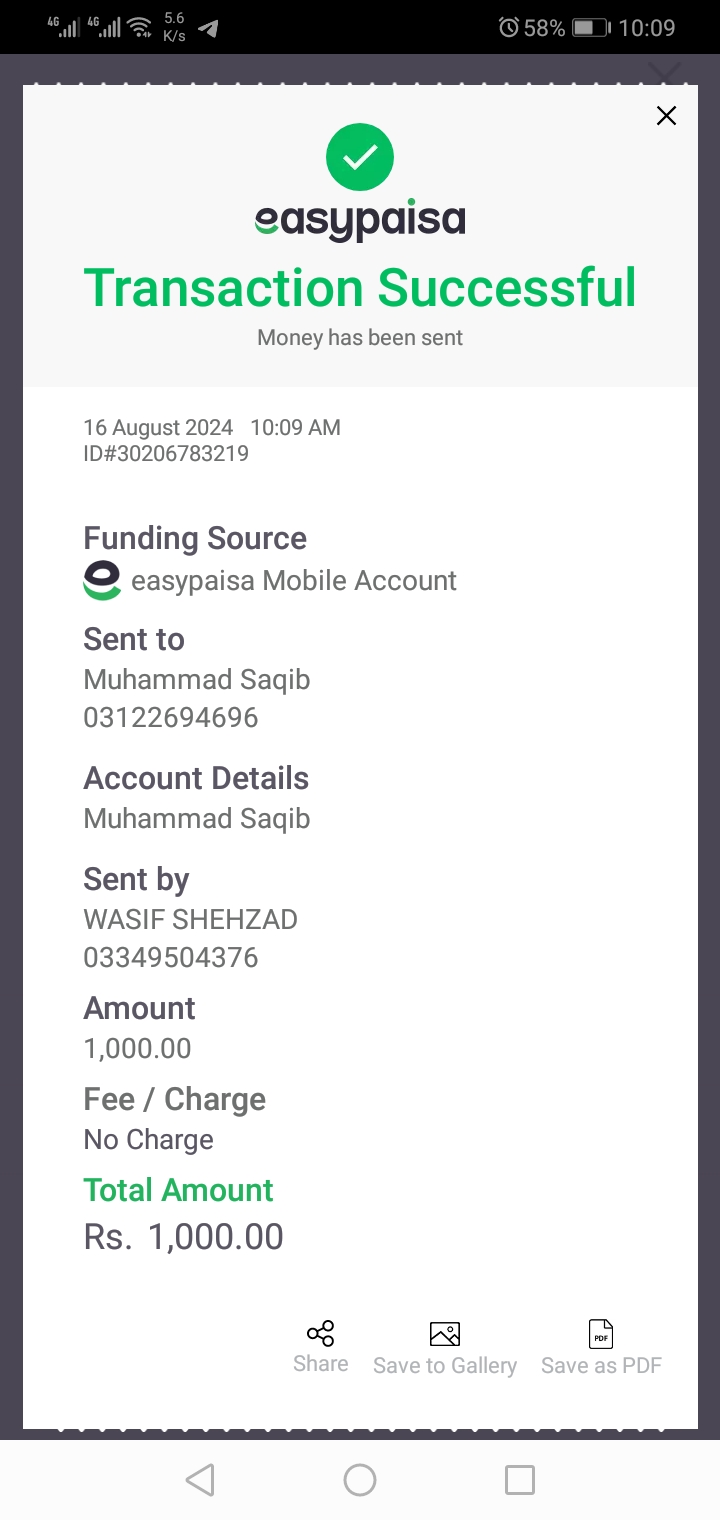 4G 4G 5.6 K/s 58% 10:09
easypaisa
Transaction Successful
Money has been sent
16 August 2024 10:09 AM
ID#30206783219
Funding Source
easypaisa Mobile Account
Sent to
Muhammad Saqib
03122694696
Account Details
Muhammad Saqib
Sent by
WASIF SHEHZAD
03349504376
Amount
1,000.00
Fee / Charge
No Charge
Total Amount
Rs. 1,000.00
PDF
Share Save to Gallery Save as PDF